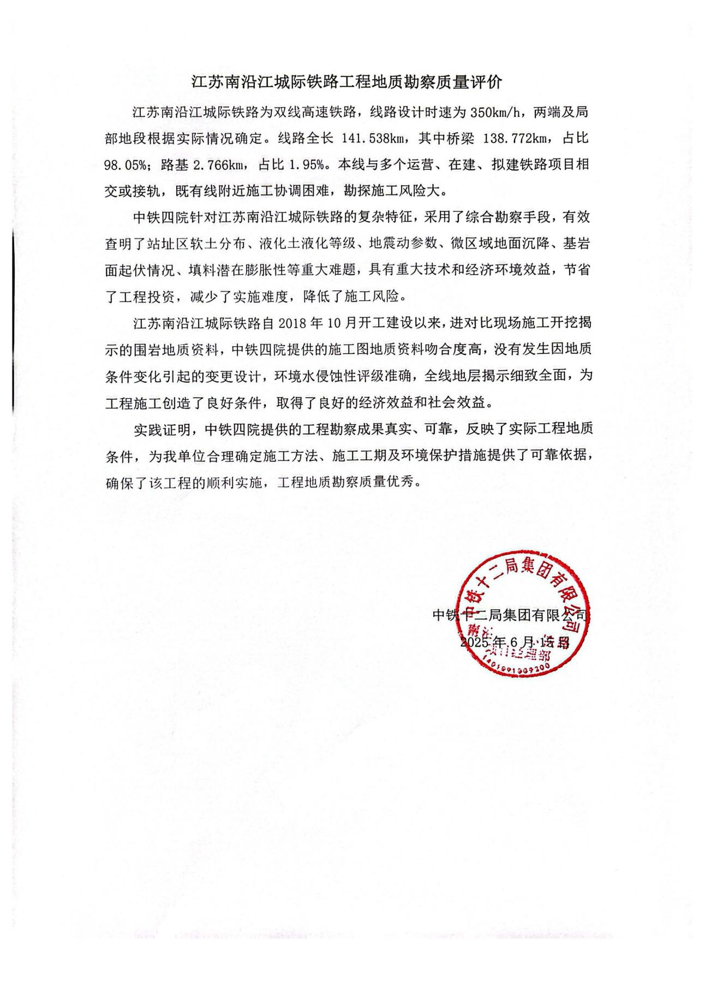 江苏南沿江城际铁路工程地质勘察质量评价
江苏南沿江城际铁路为双线高速铁路，线路设计时速为 350km/h，两端及局
部地段根据实际情况确定。线路全长 141.538km，其中桥梁 138.772km，占比
98.05%；路基 2.766km，占比 1.95%。本线与多个运营、在建、拟建铁路项目相
交或接轨，既有线附近施工协调困难，勘探施工风险大。
中铁四院针对江苏南沿江城际铁路的复杂特征，采用了综合勘察手段，有效
查明了站址区软土分布、液化土液化等级、地震动参数、微区域地面沉降、基岩
面起伏情况、填料潜在膨胀性等重大难题，具有重大技术和经济环境效益，节省
了工程投资，减少了实施难度，降低了施工风险。
江苏南沿江城际铁路自 2018 年 10 月开工建设以来，进对比现场施工开挖揭
示的围岩地质资料，中铁四院提供的施工图地质资料吻合度高，没有发生因地质
条件变化引起的变更设计，环境水侵蚀性评级准确，全线地层揭示细致全面，为
工程施工创造了良好条件，取得了良好的经济效益和社会效益。
实践证明，中铁四院提供的工程勘察成果真实、可靠，反映了实际工程地质
条件，为我单位合理确定施工方法、施工工期及环境保护措施提供了可靠依据，
确保了该工程的顺利实施，工程地质勘察质量优秀。
中铁十二局集团有限公司
中铁十二局集团有限公司
2025 年 6 月 15 日
项目经理部
1401091009200